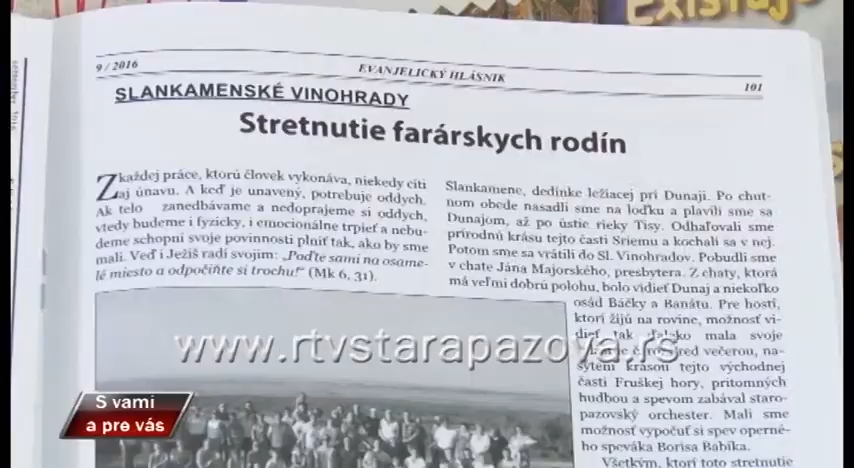 Existuje
9 / 2016
EVANJELICKÝ HLÁSNIK
101
SLANKAMENSKÉ VINOHRADY
Stretnutie farárskych rodín
Z každej práce, ktorú človek vykonáva, niekedy cíti
aj únavu. A keď je unavený, potrebuje oddych.
Ak telo zanedbávame a nedoprajeme si oddych,
vtedy budeme i fyzicky, i emocionálne trpieť a nebu-
deme schopní svoje povinnosti plniť tak, ako by sme
mali. Veď i Ježiš radí svojim: „Poďte sami na osame-
lé miesto a odpočiňte si trochu!“ (Mk 6, 31).
Slankamene, dedinke ležiacej pri Dunaji. Po chut-
nom obede nasadli sme na loďku a plavili sme sa
Dunajom, až po ústie rieky Tisy. Odhaľovali sme
prírodnú krásu tejto časti Sriemu a kochali sa v nej.
Potom sme sa vrátili do Sl. Vinohradov. Pobudli sme
v chate Jána Majorského, presbytera. Z chaty, ktorá
má veľmi dobrú polohu, bolo vidieť Dunaj a niekoľko
osád Báčky a Banátu. Pre hostí,
ktorí žijú na rovine, možnosť vi-
dieť tak ďaleko mala svoje
pred večerou, na-
sýtení krásou tejto východnej
časti Fruškej hory, prítomných
hudbou a spevom zabával staro-
pazovský orchester. Mali sme
možnosť vypočuť si spev operné-
ho speváka Borisa Babíka.
Všetkým, ktorí toto stretnutie
www.rtvstarapazova.rs
S vami
a pre vás